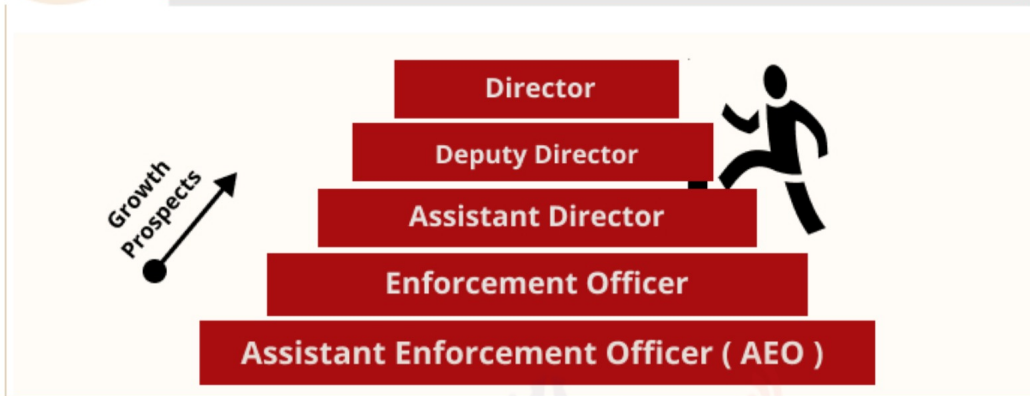 Director
Deputy Director
Growth
Prospects
Assistant Director
Enforcement Officer
Assistant Enforcement Officer ( AEO )